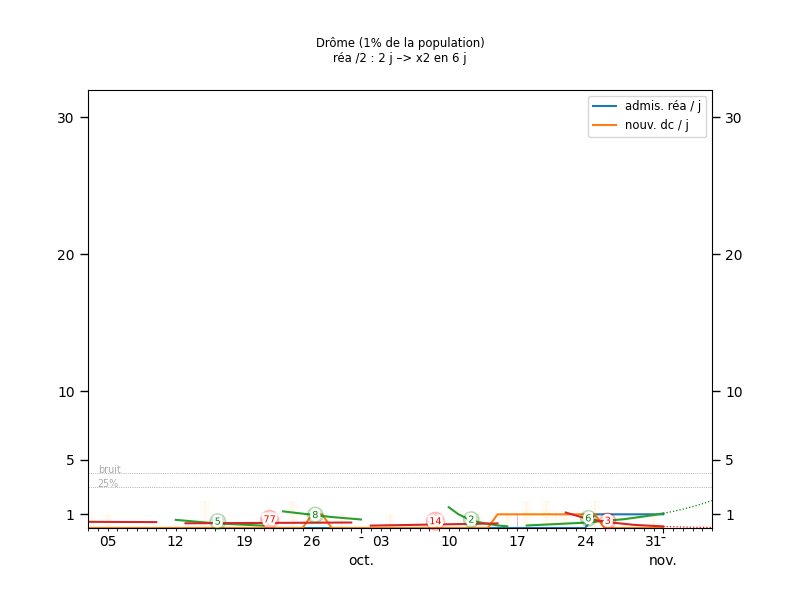 Drôme (1% de la population)
réa /2 : 2 j –> x2 en 6 j
admis. réa / j
nouv. dc / j
30 30
20 20
10 10
5 5
bruit
25%
1 1
5 77 8 14 2 6 3
05 12 19 26 - 03 10 17 24 31 -
oct. nov.